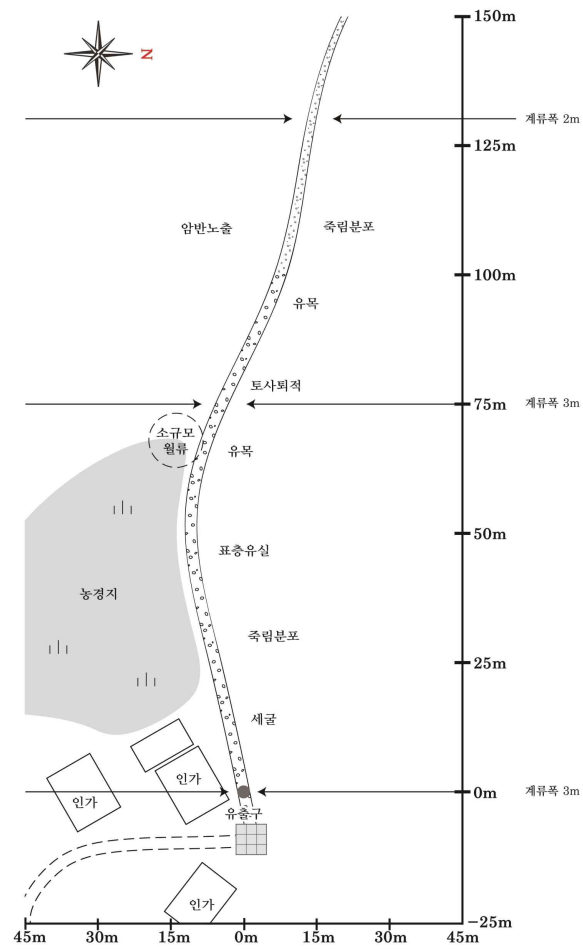 150m
N
계류폭 2m
125m
암반노출
죽림분포
100m
유목
토사퇴적
75m
계류폭 3m
소규모
월류
유목
50m
표층유실
농경지
죽림분포
25m
세굴
인가
인가
0m
계류폭 3m
유출구
인가
-25m
45m
30m
15m
0m
15m
30m
45m